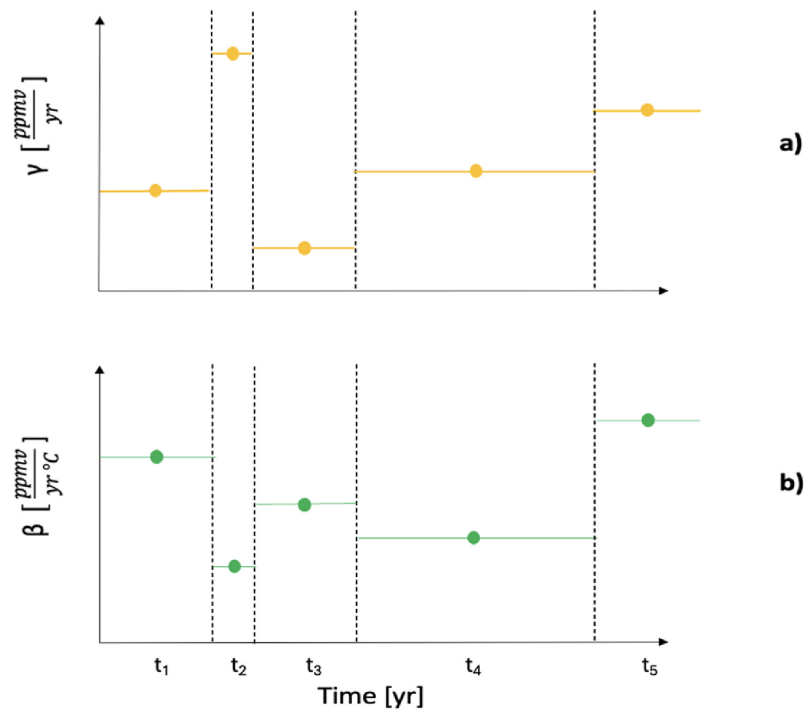 γ [ppmv/yr]
a)
β [ppmv/yr°C]
b)
t₁ t₂ t₃ t₄ t₅
Time [yr]